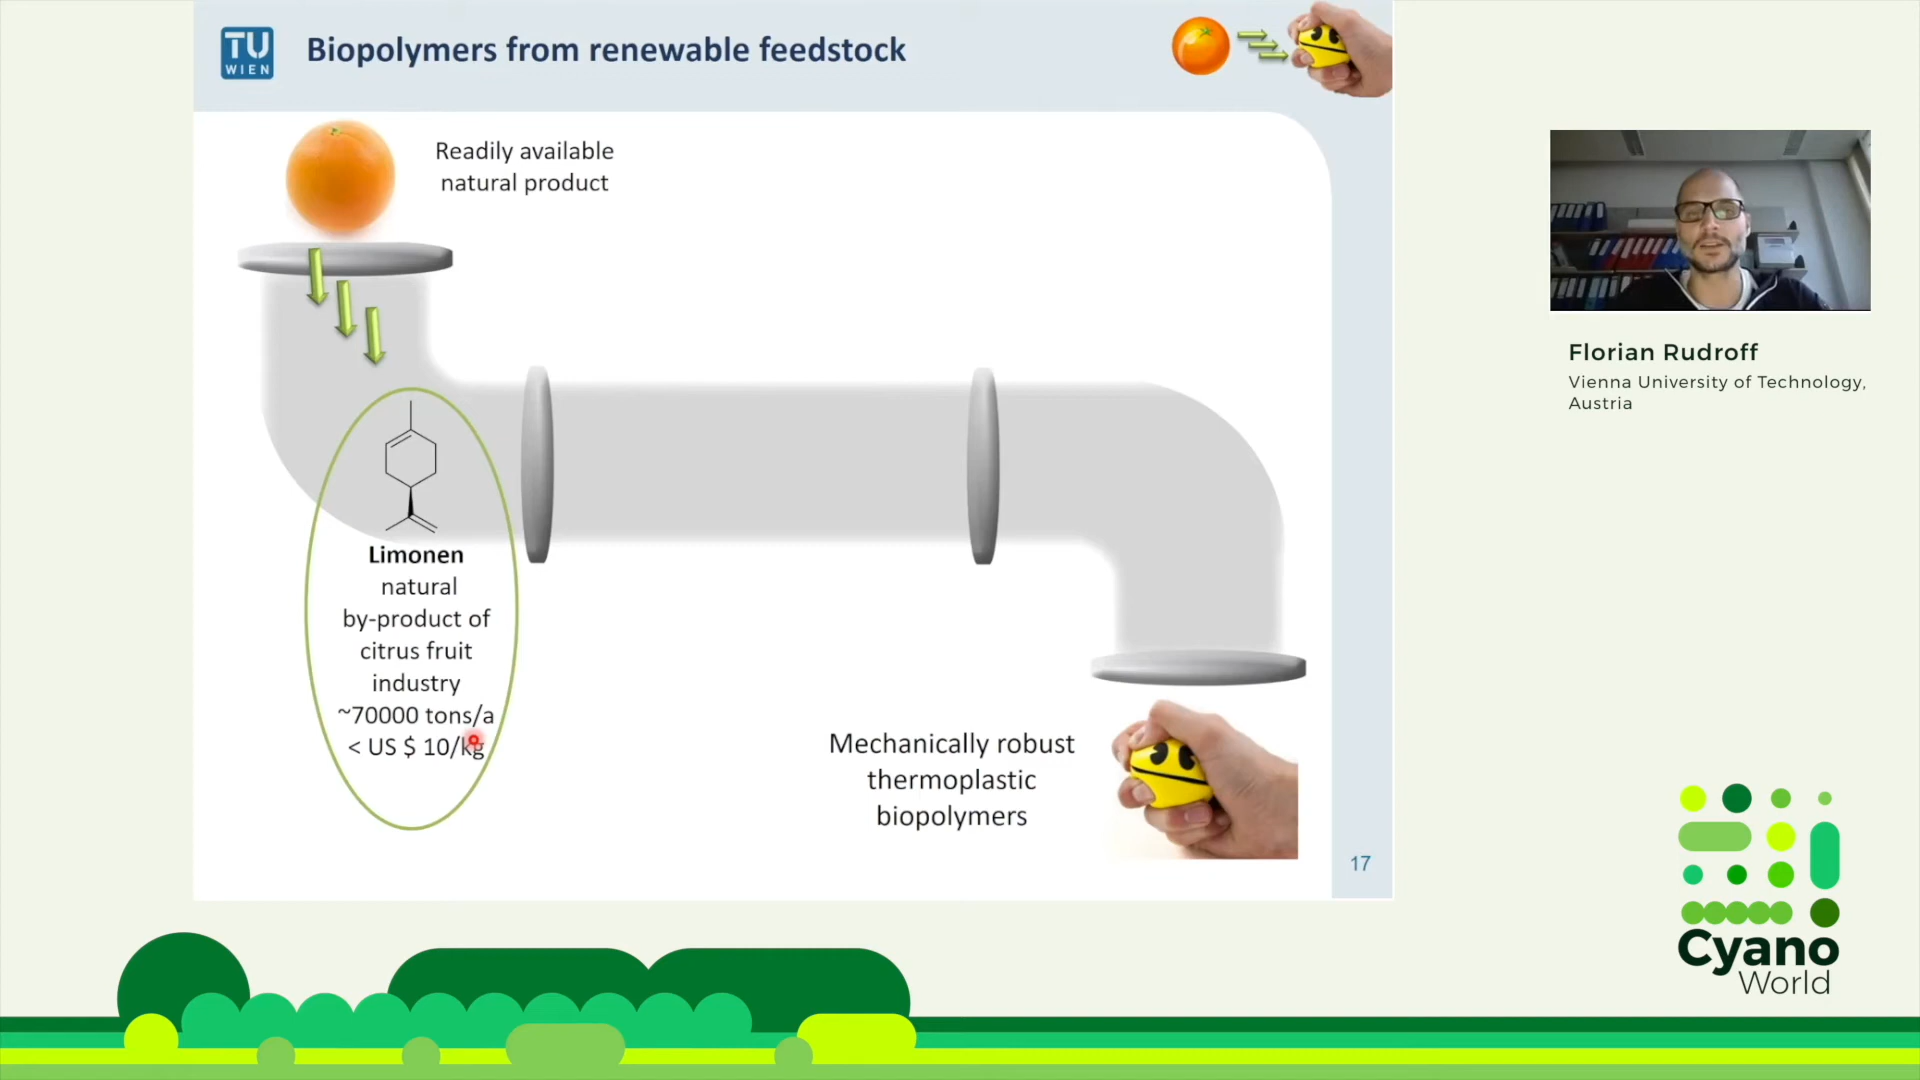 TU
WIEN
Biopolymers from renewable feedstock
Readily available
natural product
Limonen
natural
by-product of
citrus fruit
industry
~70000 tons/a
< US $ 10/kg
Mechanically robust
thermoplastic
biopolymers
17
Florian Rudroff
Vienna University of Technology,
Austria
Cyano
World